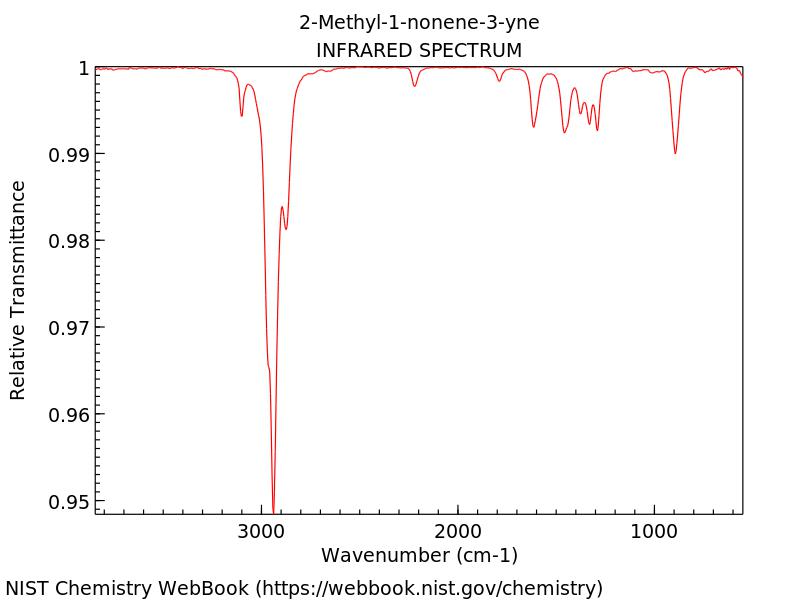 2-Methyl-1-nonene-3-yne
INFRARED SPECTRUM
1
0.99
0.98
0.97
0.96
0.95
Relative Transmittance
3000 2000 1000
Wavenumber (cm-1)
NIST Chemistry WebBook (https://webbook.nist.gov/chemistry)